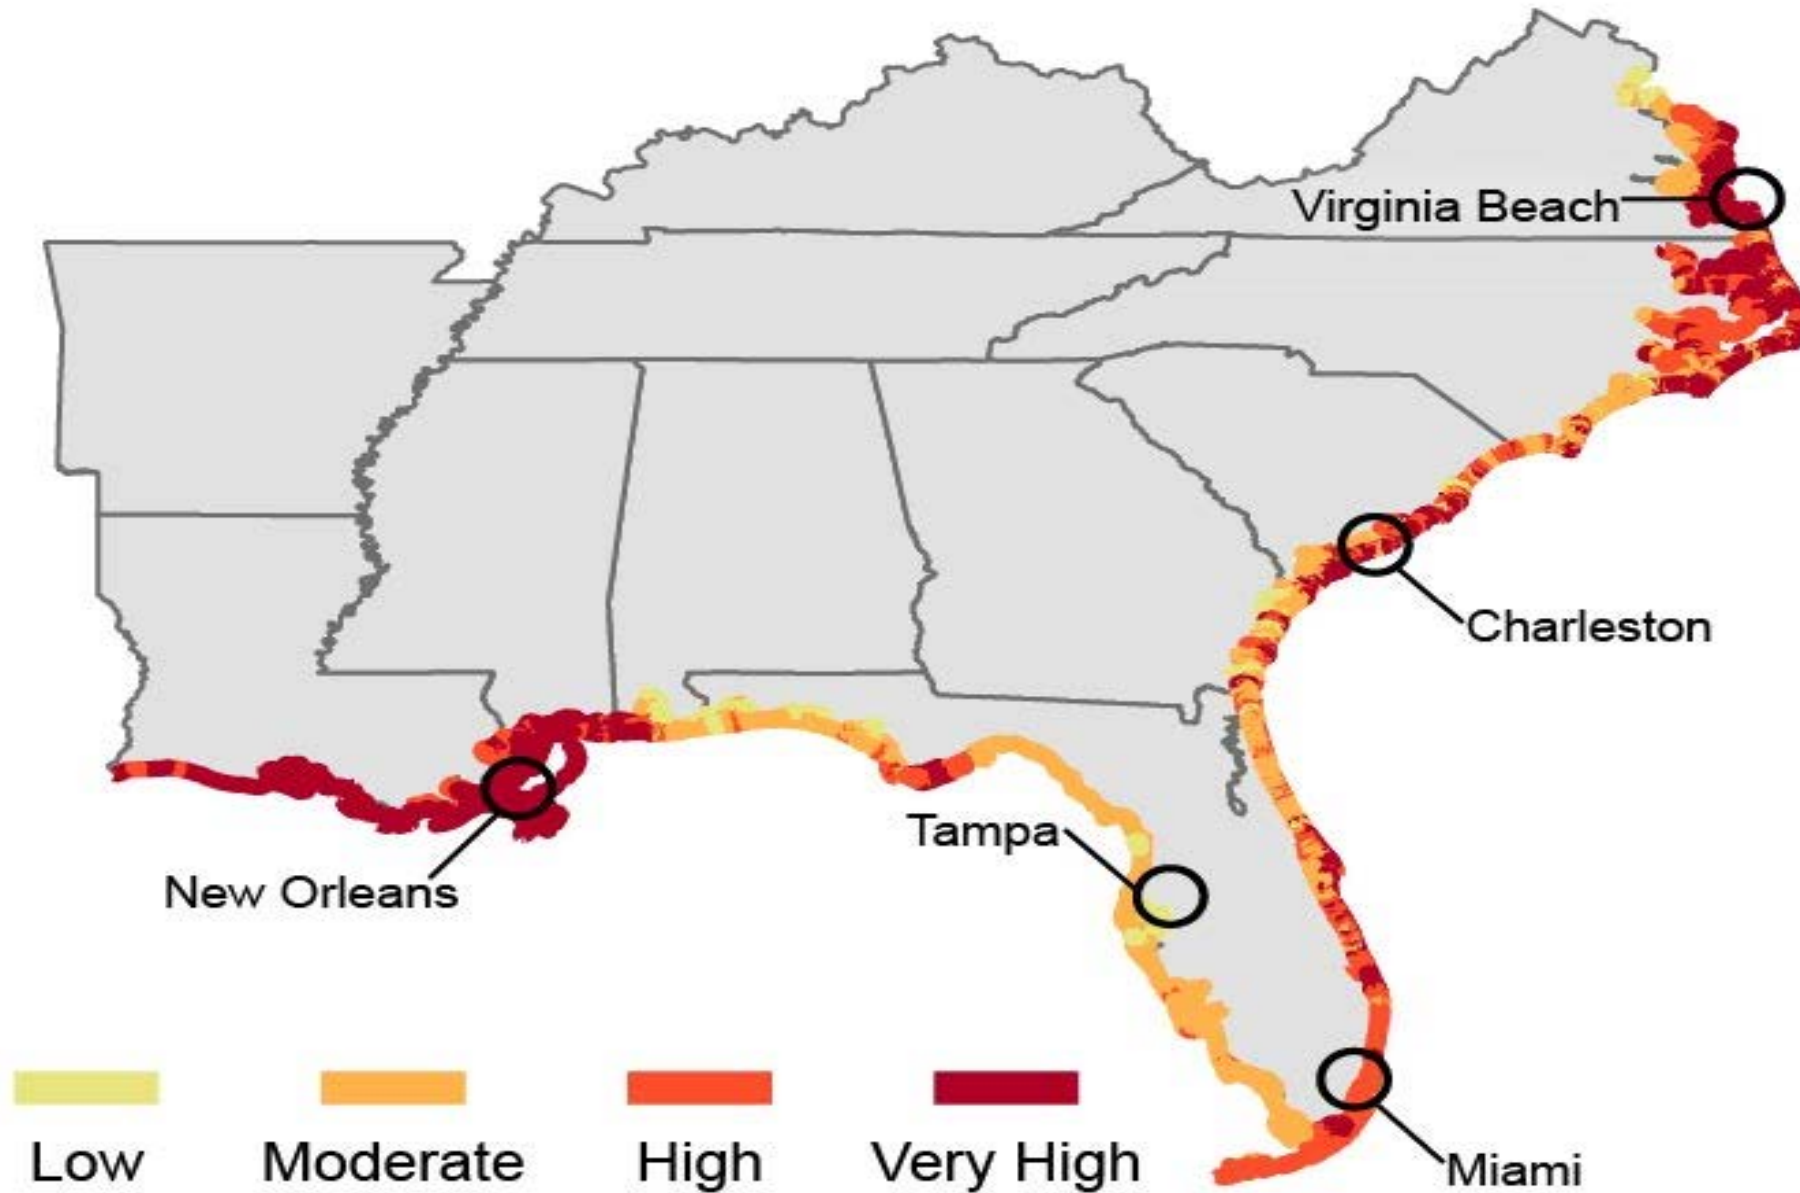 Virginia Beach
Charleston
Tampa
New Orleans
Miami
Low
Moderate
High
Very High